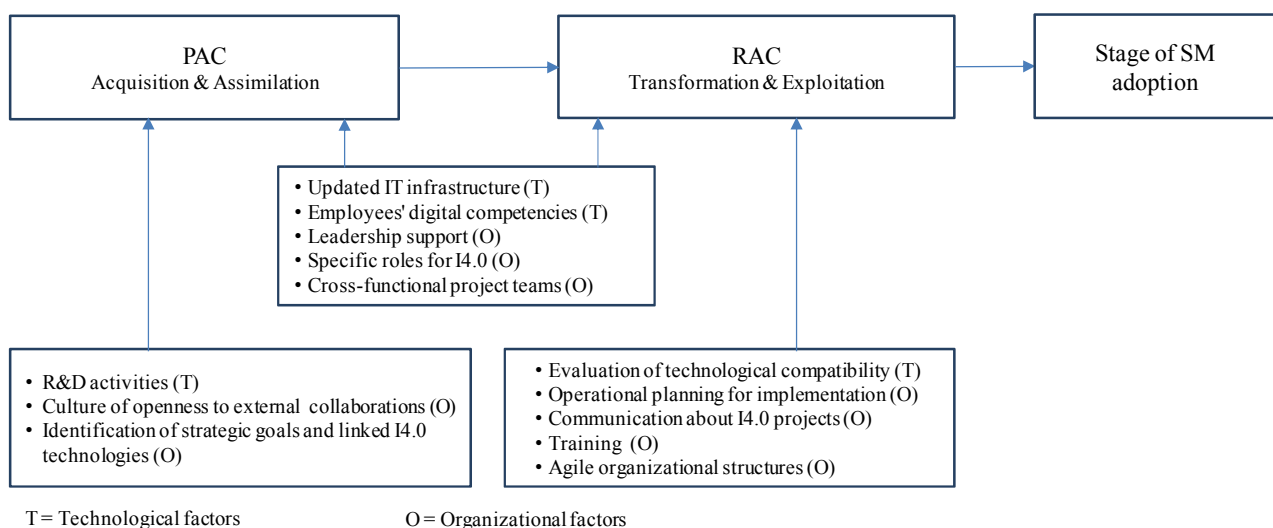 PAC
Acquisition & Assimilation
RAC
Transformation & Exploitation
Stage of SM
adoption
• Updated IT infrastructure (T)
• Employees' digital competencies (T)
• Leadership support (O)
• Specific roles for I4.0 (O)
• Cross-functional project teams (O)
• R&D activities (T)
• Culture of openness to external collaborations (O)
• Identification of strategic goals and linked I4.0
technologies (O)
• Evaluation of technological compatibility (T)
• Operational planning for implementation (O)
• Communication about I4.0 projects (O)
• Training (O)
• Agile organizational structures (O)
T = Technological factors
O = Organizational factors